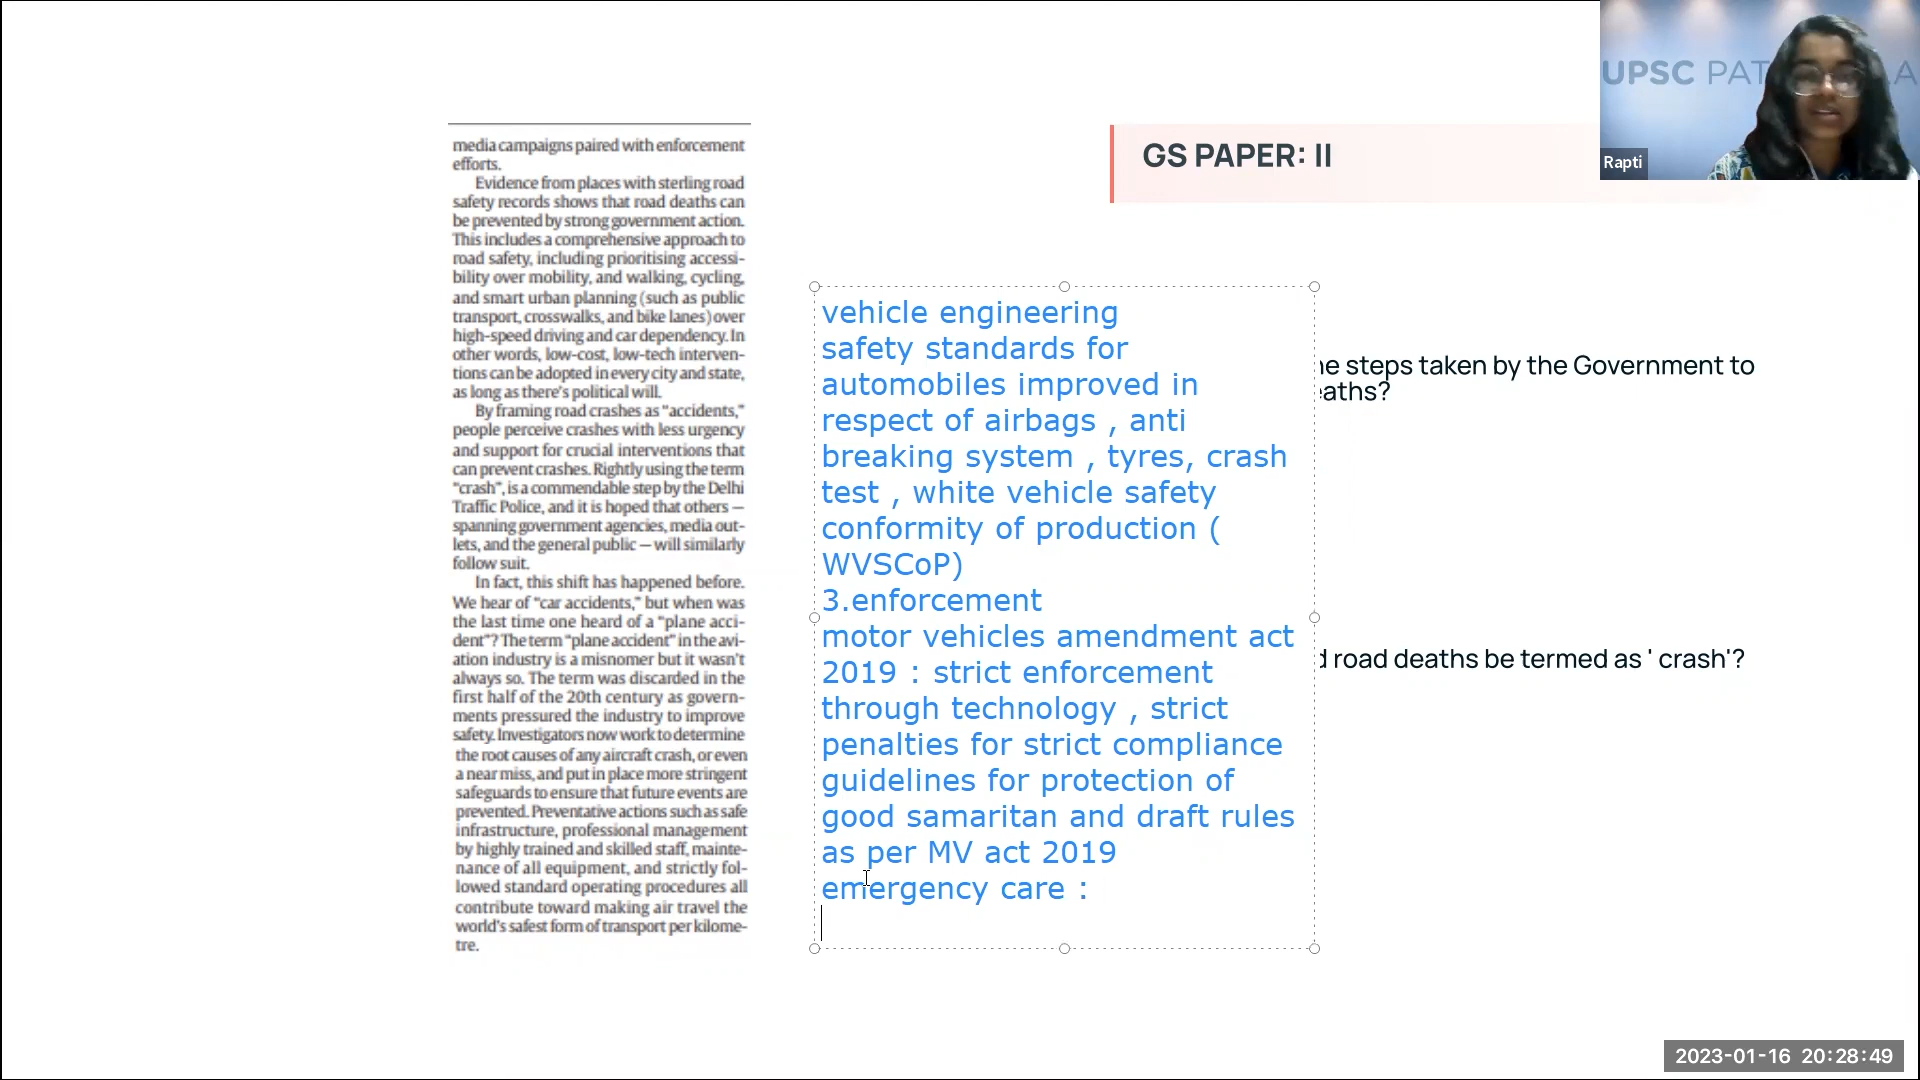 media campaigns paired with enforcement
efforts.
Evidence from places with sterling road
safety records shows that road deaths can
be prevented by strong government action.
This includes a comprehensive approach to
road safety, including prioritising accessi-
bility over mobility, and walking, cycling,
and smart urban planning (such as public
transport, crosswalks, and bike lanes) over
high-speed driving and car dependency. In
other words, low-cost, low-tech interven-
tions can be adopted in every city and state,
as long as there's political will.
By framing road crashes as “accidents,”
people perceive crashes with less urgency
and support for crucial interventions that
can prevent crashes. Rightly using the term
“crash”, is a commendable step by the Delhi
Traffic Police, and it is hoped that others —
spanning government agencies, media out-
lets, and the general public — will similarly
follow suit.
In fact, this shift has happened before.
We hear of “car accidents,” but when was
the last time one heard of a “plane acci-
dent”? The term “plane accident” in the avi-
ation industry is a misnomer but it wasn't
always so. The term was discarded in the
first half of the 20th century as govern-
ments pressured the industry to improve
safety. Investigators now work to determine
the root causes of any aircraft crash, or even
a near miss, and put in place more stringent
safeguards to ensure that future events are
prevented. Preventative actions such as safe
infrastructure, professional management
by highly trained and skilled staff, mainte-
nance of all equipment, and strictly fol-
lowed standard operating procedures all
contribute toward making air travel the
world's safest form of transport per kilome-
tre.
GS PAPER: II
vehicle engineering
safety standards for
automobiles improved in
respect of airbags , anti
breaking system , tyres, crash
test , white vehicle safety
conformity of production (
WVSCoP)
3.enforcement
motor vehicles amendment act
2019 : strict enforcement
through technology , strict
penalties for strict compliance
guidelines for protection of
good samaritan and draft rules
as per MV act 2019
emergency care :
steps taken by the Government to
road deaths be termed as ' crash'?
UPSC
Rapti
2023-01-16 20:28:49